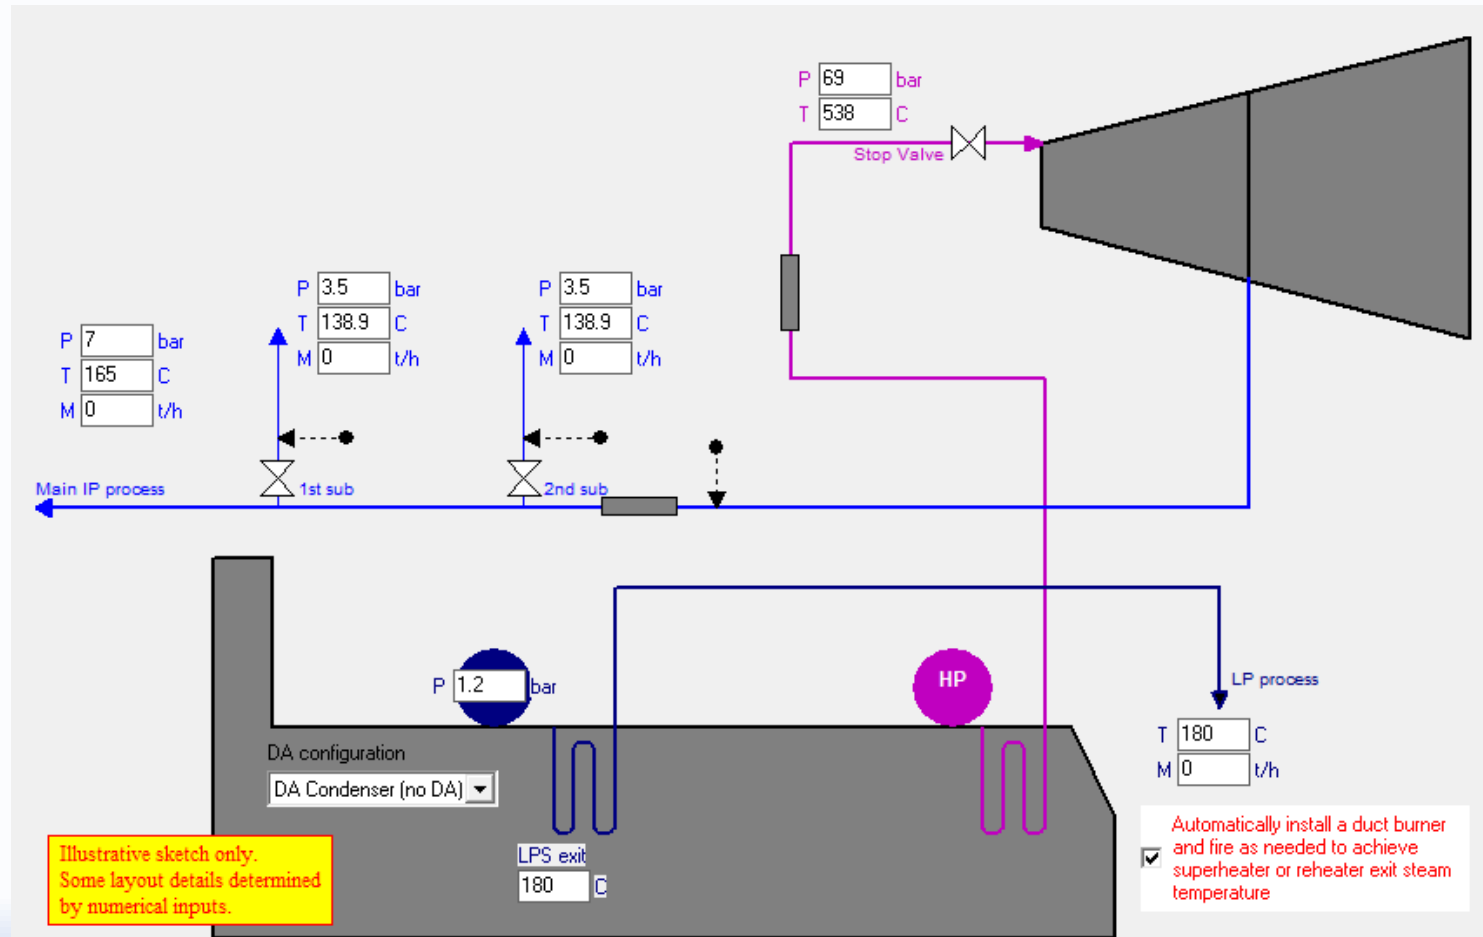 P 69 bar
T 538 C
Stop Valve
P 3.5 bar
T 138.9 C
M 0 t/h
P 3.5 bar
T 138.9 C
M 0 t/h
P 7 bar
T 165 C
M 0 t/h
Main IP process
1st sub
2nd sub
P 1.2 bar
HP
LP process
T 180 C
M 0 t/h
DA configuration
DA Condenser (no DA)
LPS exit
180 C
Illustrative sketch only.
Some layout details determined
by numerical inputs.
Automatically install a duct burner
and fire as needed to achieve
superheater or reheater exit steam
temperature